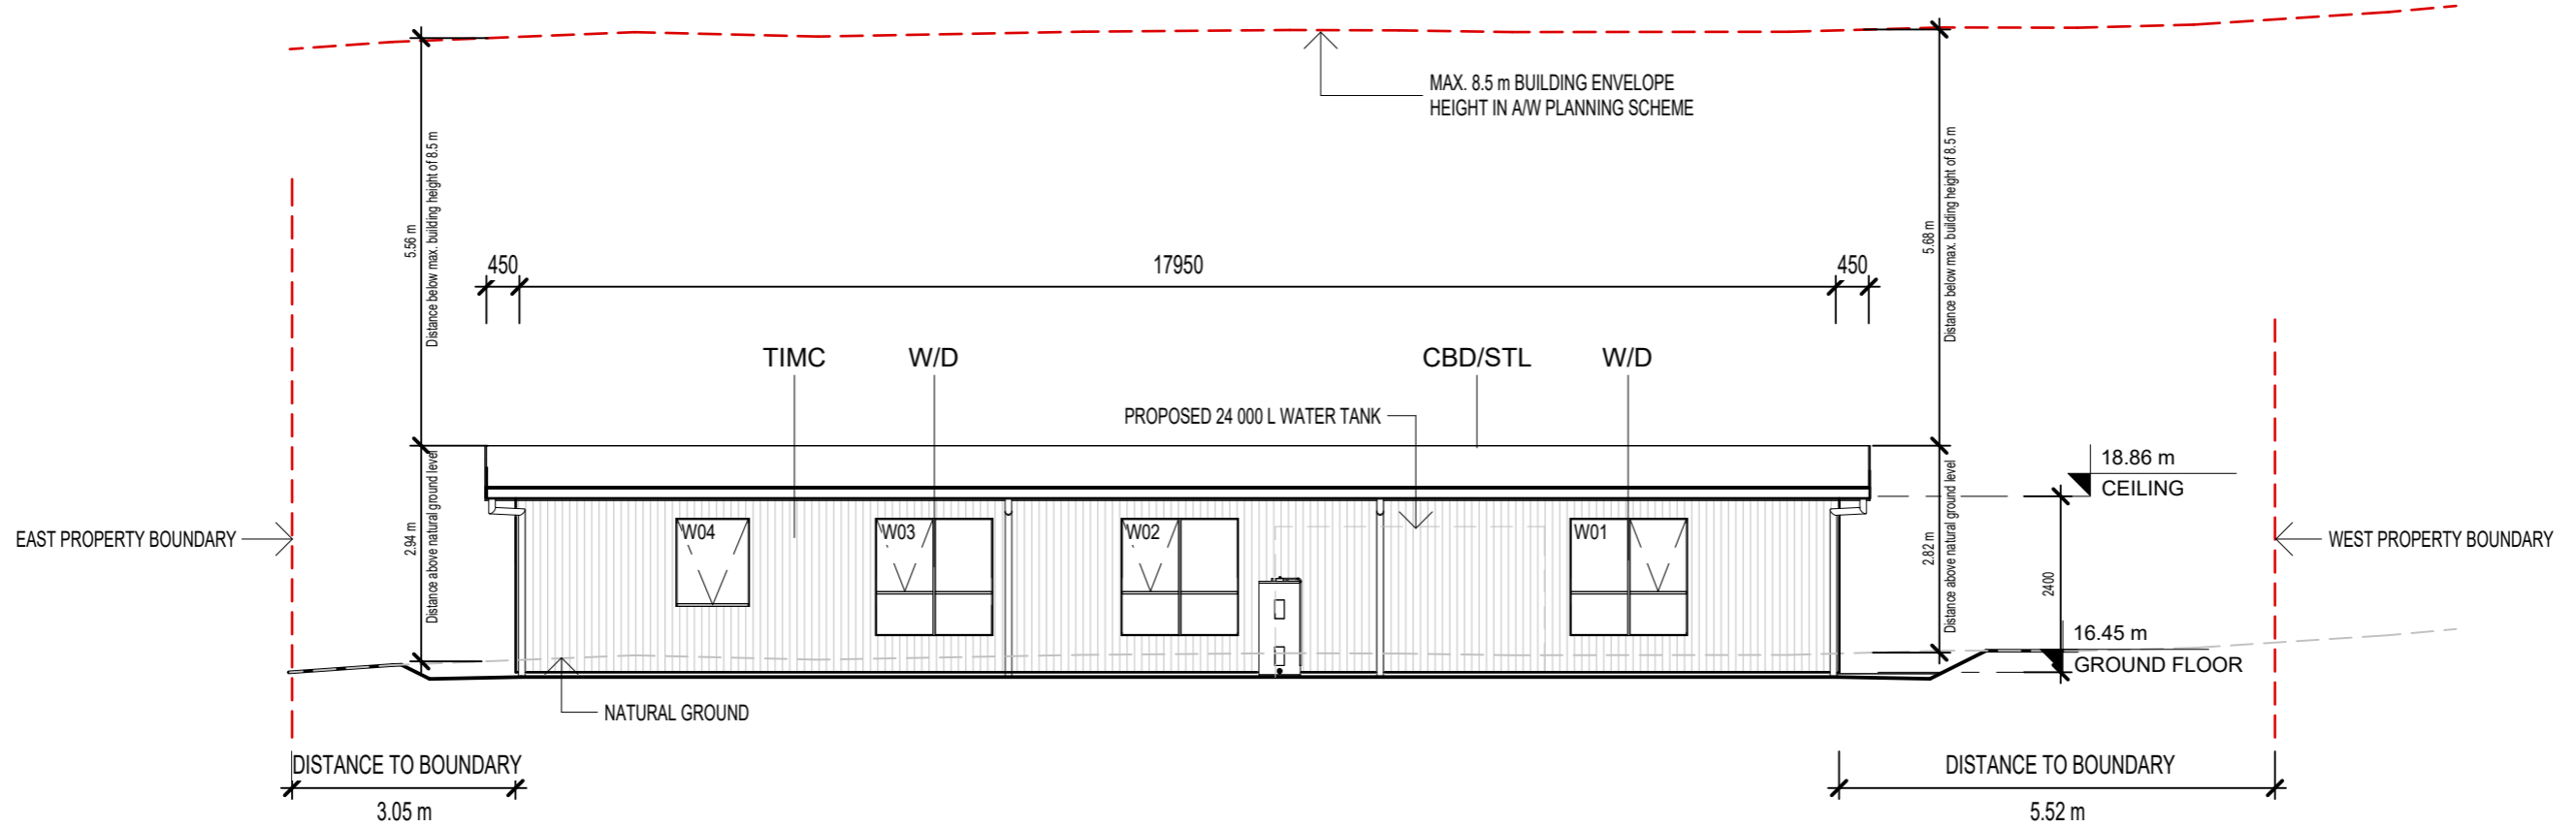 MAX. 8.5 m BUILDING ENVELOPE
HEIGHT IN A/W PLANNING SCHEME
5.56 m
Distance below max. building height of 8.5 m
5.68 m
Distance below max. building height of 8.5 m
450
17950
450
TIMC
W/D
CBD/STL
W/D
PROPOSED 24 000 L WATER TANK
18.86 m
CEILING
2.94 m
Distance above natural ground level
W04
W03
W02
W01
2.82 m
Distance above natural ground level
EAST PROPERTY BOUNDARY
WEST PROPERTY BOUNDARY
2400
16.45 m
GROUND FLOOR
NATURAL GROUND
DISTANCE TO BOUNDARY
3.05 m
DISTANCE TO BOUNDARY
5.52 m